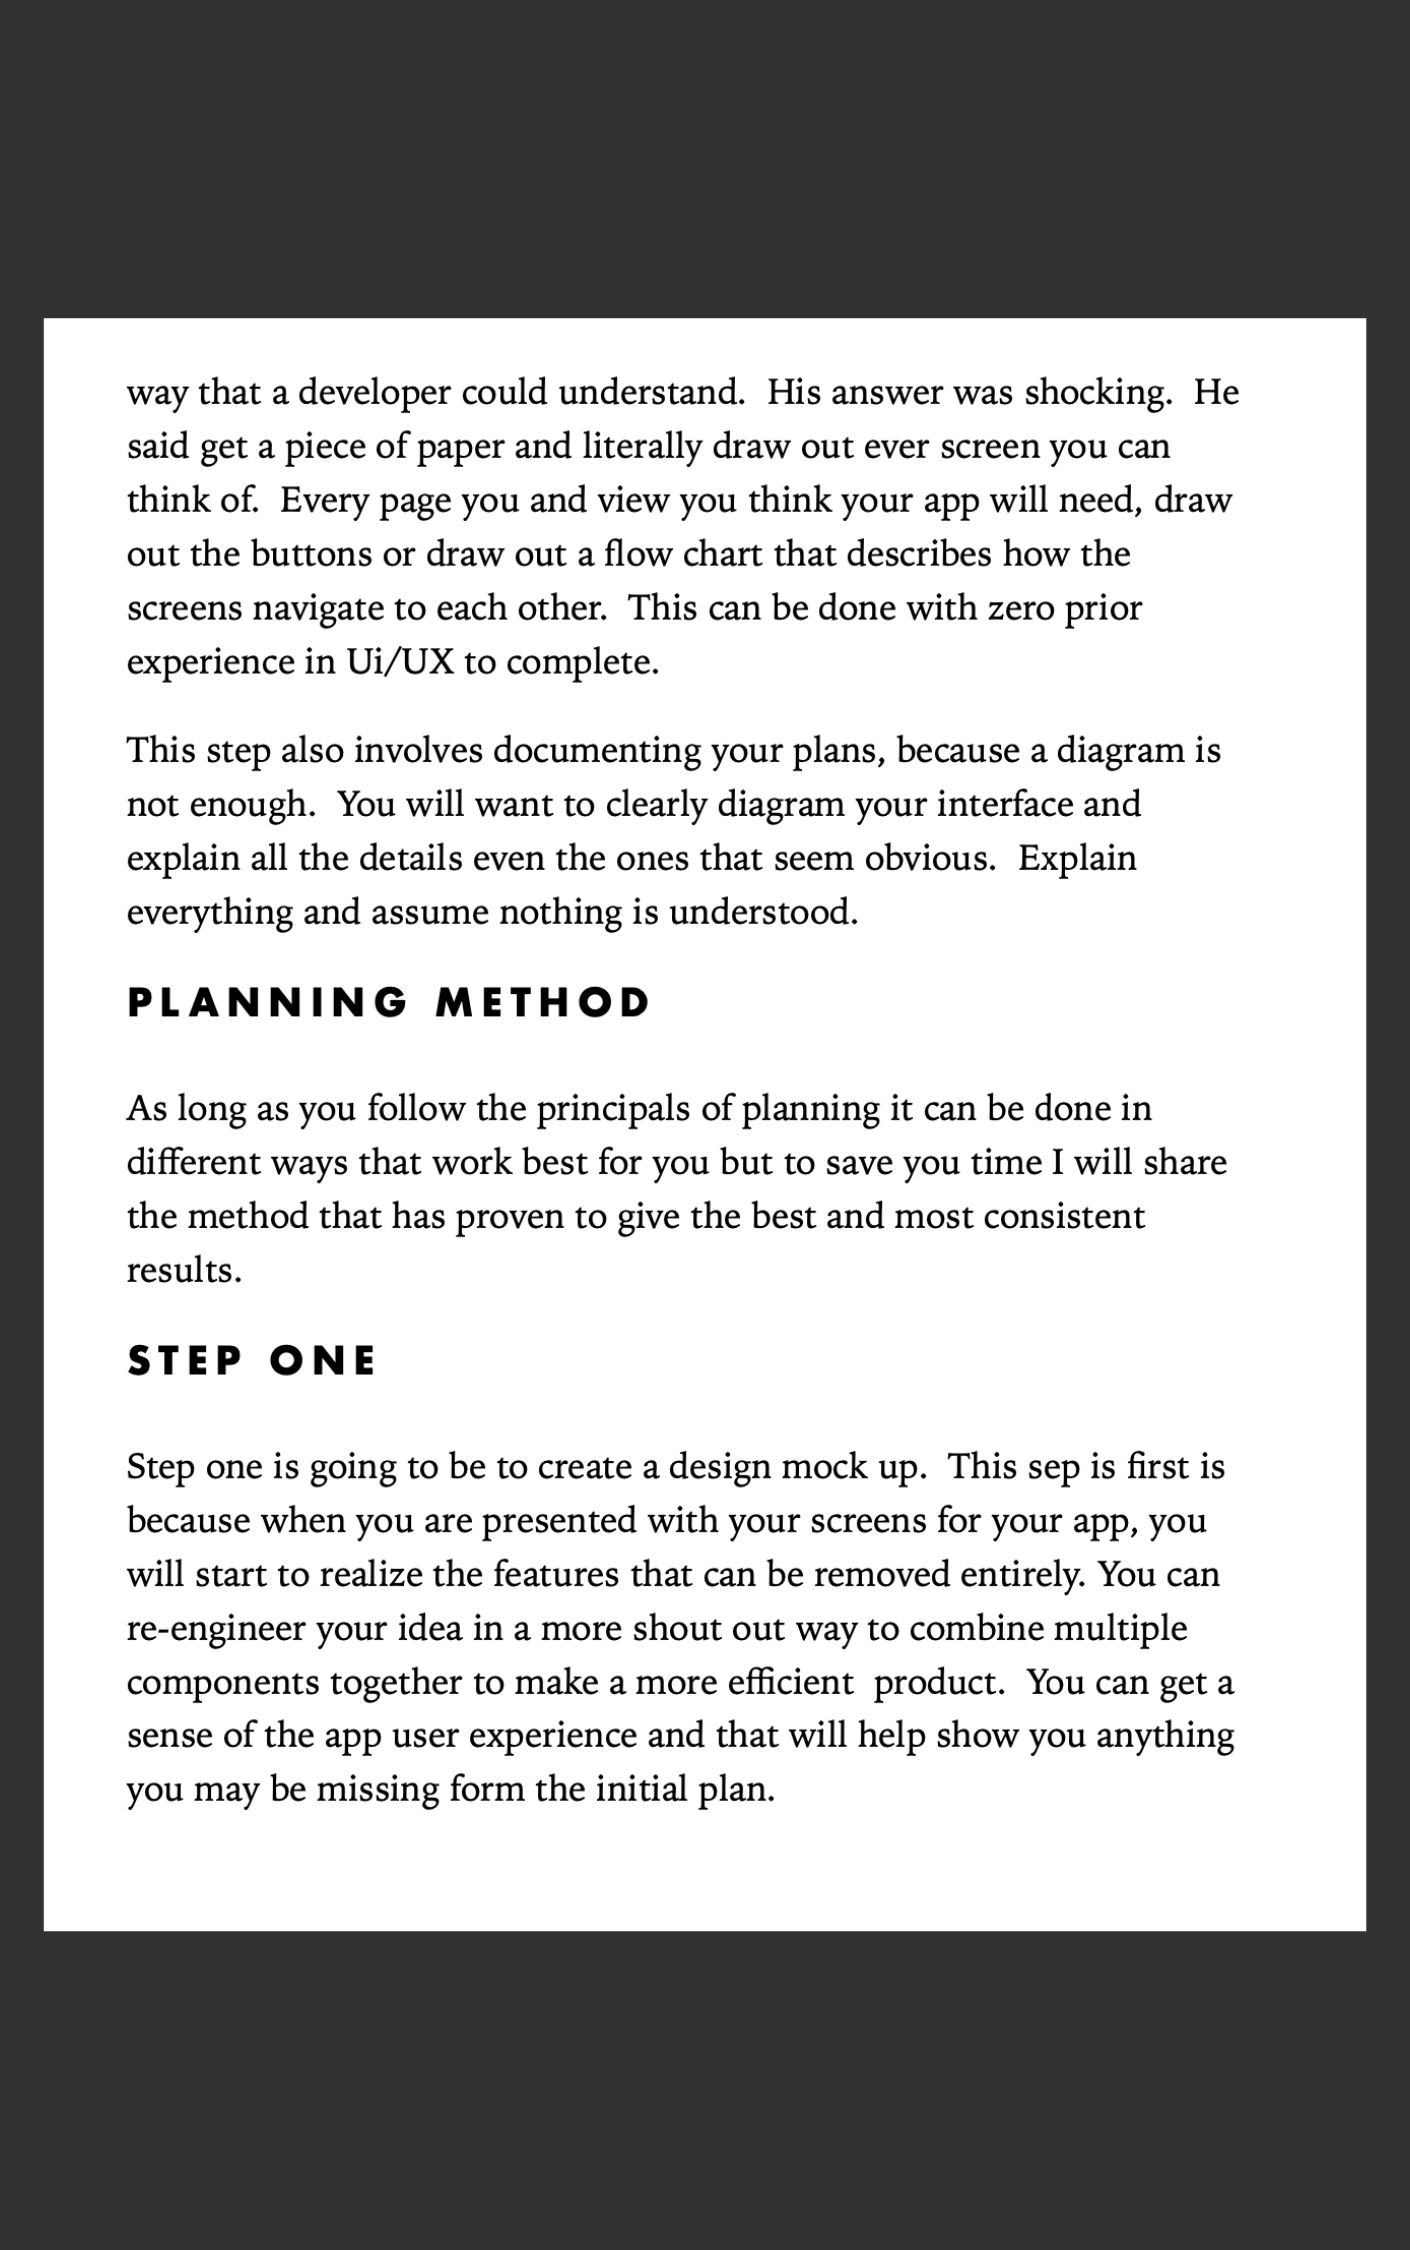 way that a developer could understand.  His answer was shocking.  He
said get a piece of paper and literally draw out ever screen you can
think of.  Every page you and view you think your app will need, draw
out the buttons or draw out a flow chart that describes how the
screens navigate to each other.  This can be done with zero prior
experience in Ui/UX to complete.
This step also involves documenting your plans, because a diagram is
not enough.  You will want to clearly diagram your interface and
explain all the details even the ones that seem obvious.  Explain
everything and assume nothing is understood.
PLANNING METHOD
As long as you follow the principals of planning it can be done in
different ways that work best for you but to save you time I will share
the method that has proven to give the best and most consistent
results.
STEP ONE
Step one is going to be to create a design mock up.  This sep is first is
because when you are presented with your screens for your app, you
will start to realize the features that can be removed entirely. You can
re-engineer your idea in a more shout out way to combine multiple
components together to make a more efficient  product.  You can get a
sense of the app user experience and that will help show you anything
you may be missing form the initial plan.